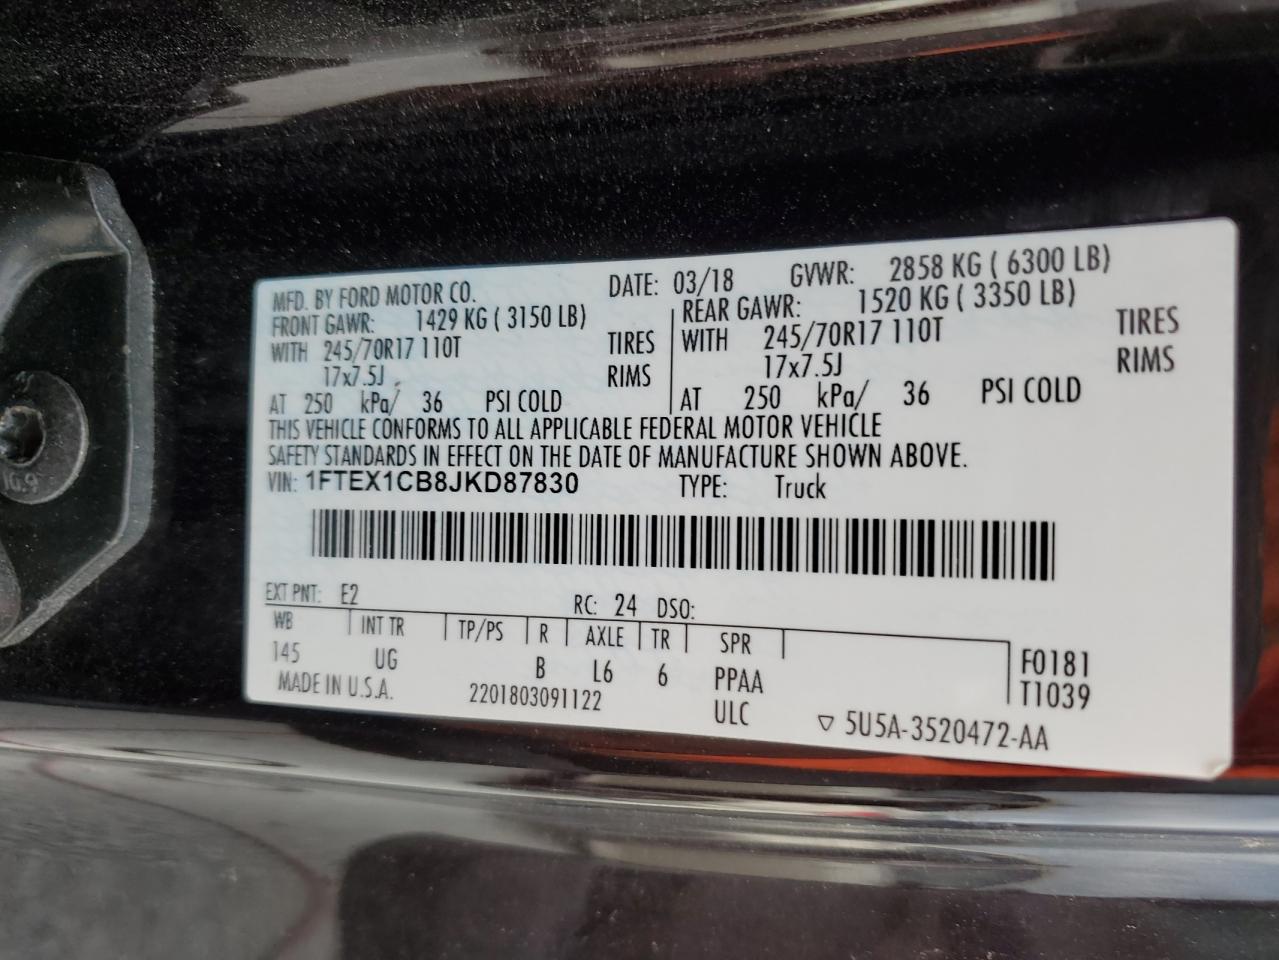 MFD. BY FORD MOTOR CO. DATE: 03/18 GVWR: 2858 KG ( 6300 LB)
FRONT GAWR: 1429 KG ( 3150 LB) REAR GAWR: 1520 KG ( 3350 LB)
WITH 245/70R17 110T TIRES WITH 245/70R17 110T TIRES
17x7.5J RIMS 17x7.5J RIMS
AT 250 kPa/ 36 PSI COLD AT 250 kPa/ 36 PSI COLD
THIS VEHICLE CONFORMS TO ALL APPLICABLE FEDERAL MOTOR VEHICLE
SAFETY STANDARDS IN EFFECT ON THE DATE OF MANUFACTURE SHOWN ABOVE.
VIN: 1FTEX1CB8JKD87830 TYPE: Truck
EXT PNT: E2 RC: 24 DSO:
WB INT TR TP/PS R AXLE TR SPR
145 UG B L6 6 PPAA F0181
MADE IN U.S.A. 2201803091122 ULC T1039
▽ 5U5A-3520472-AA
10.9